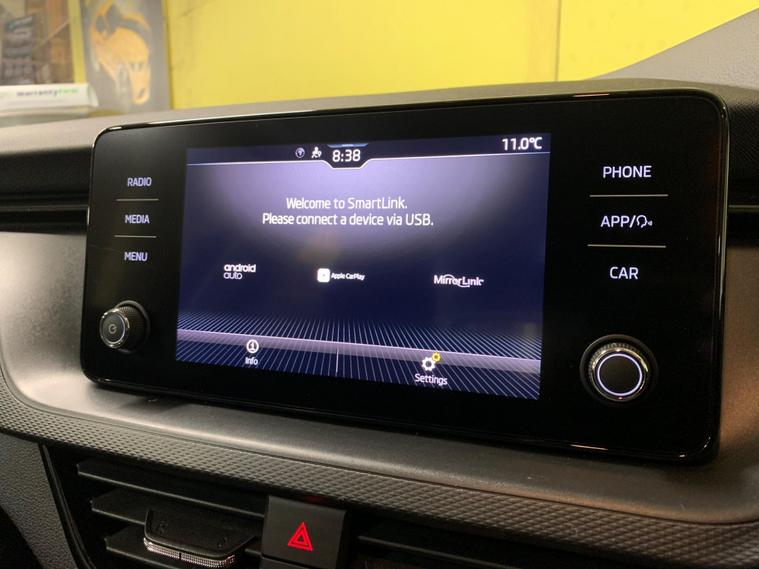 warrantyfirst
8:38
11.0°C
RADIO
MEDIA
MENU
Welcome to SmartLink.
Please connect a device via USB.
android
auto
Apple CarPlay
MirrorLink
Info
Settings
PHONE
APP/
CAR